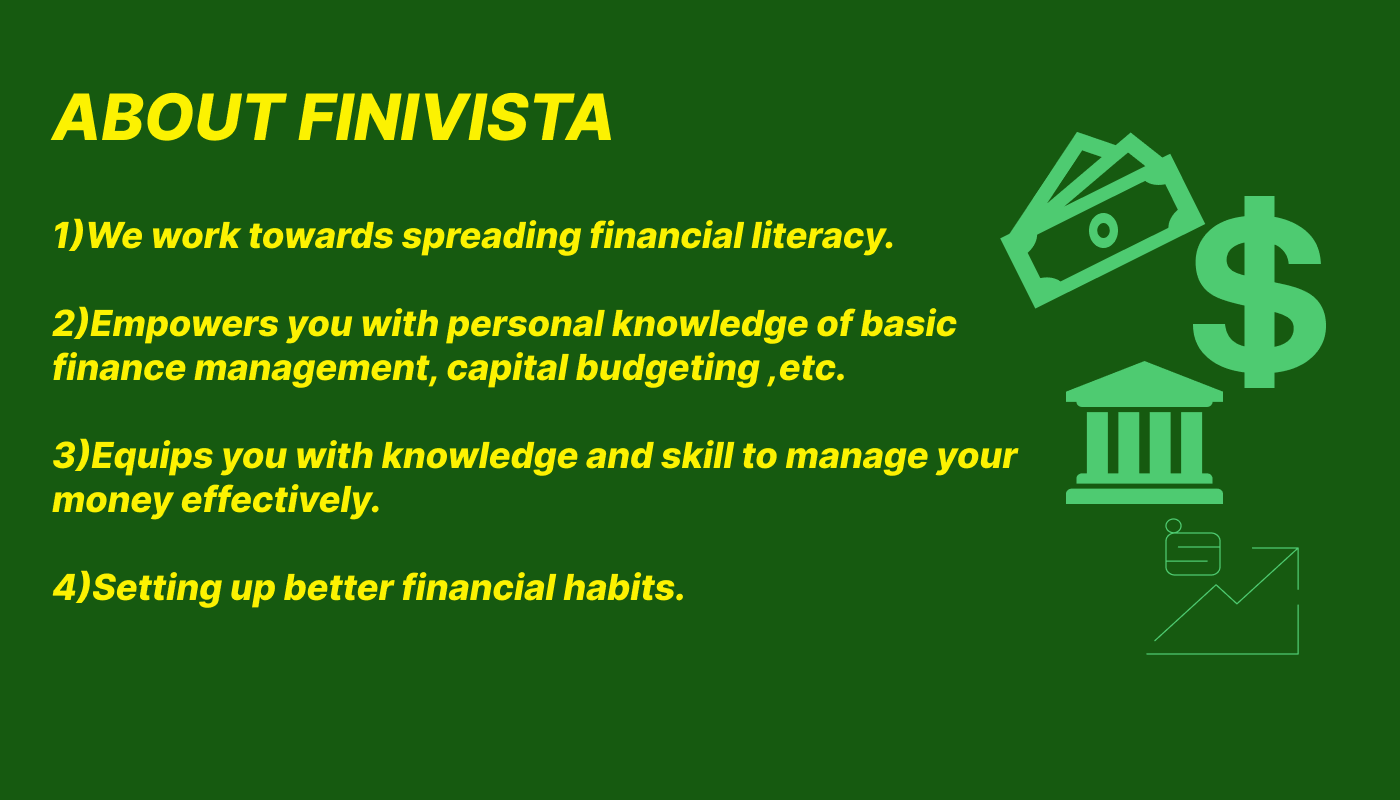 ABOUT FINIVISTA
1)We work towards spreading financial literacy.
2)Empowers you with personal knowledge of basic
finance management, capital budgeting ,etc.
3)Equips you with knowledge and skill to manage your
money effectively.
4)Setting up better financial habits.
$